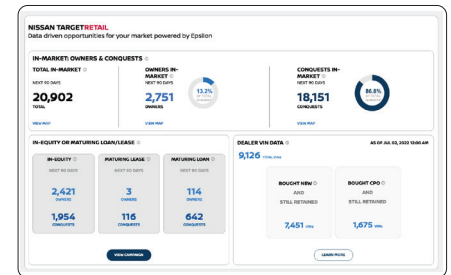 NISSAN TARGETRETAIL
Data driven opportunities for your market powered by Epsilon
IN-MARKET: OWNERS & CONQUESTS
TOTAL IN-MARKET
NEXT 90 DAYS
20,902
TOTAL
VIEW MAP
OWNERS IN-
MARKET
NEXT 90 DAYS
2,751
OWNERS
VIEW MAP
13.2%
OF TOTAL
CONQUESTS IN-
MARKET
NEXT 90 DAYS
18,151
CONQUESTS
VIEW MAP
86.8%
OF TOTAL
IN-EQUITY OR MATURING LOAN/LEASE
IN-EQUITY
NEXT 90 DAYS
2,421
OWNERS
1,954
CONQUESTS
MATURING LEASE
NEXT 90 DAYS
3
OWNERS
116
CONQUESTS
MATURING LOAN
NEXT 90 DAYS
114
OWNERS
642
CONQUESTS
VIEW CAMPAIGN
DEALER VIN DATA
AS OF JUL 02, 2022 12:00 AM
9,126 TOTAL VINS
BOUGHT NEW
AND
STILL RETAINED
7,451 VINS
BOUGHT CPO
AND
STILL RETAINED
1,675 VINS
LEARN MORE